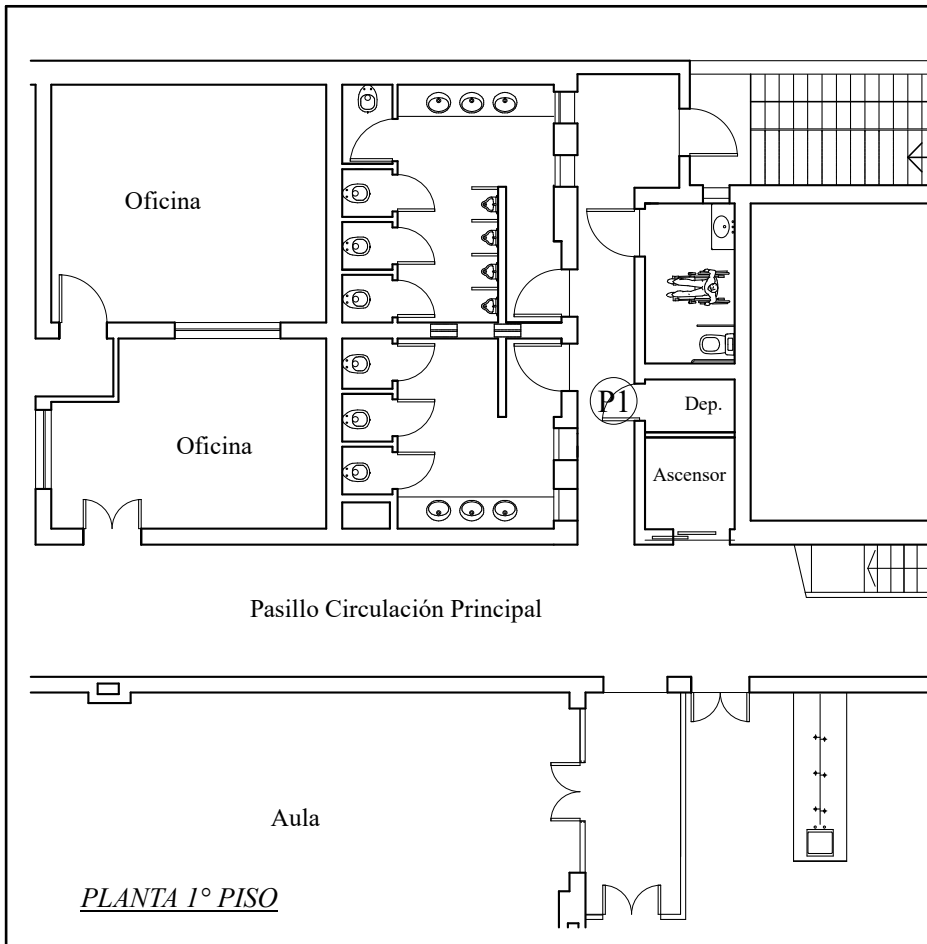 Oficina
P1
Dep.
Oficina
Ascensor
Pasillo Circulación Principal
Aula
PLANTA 1° PISO